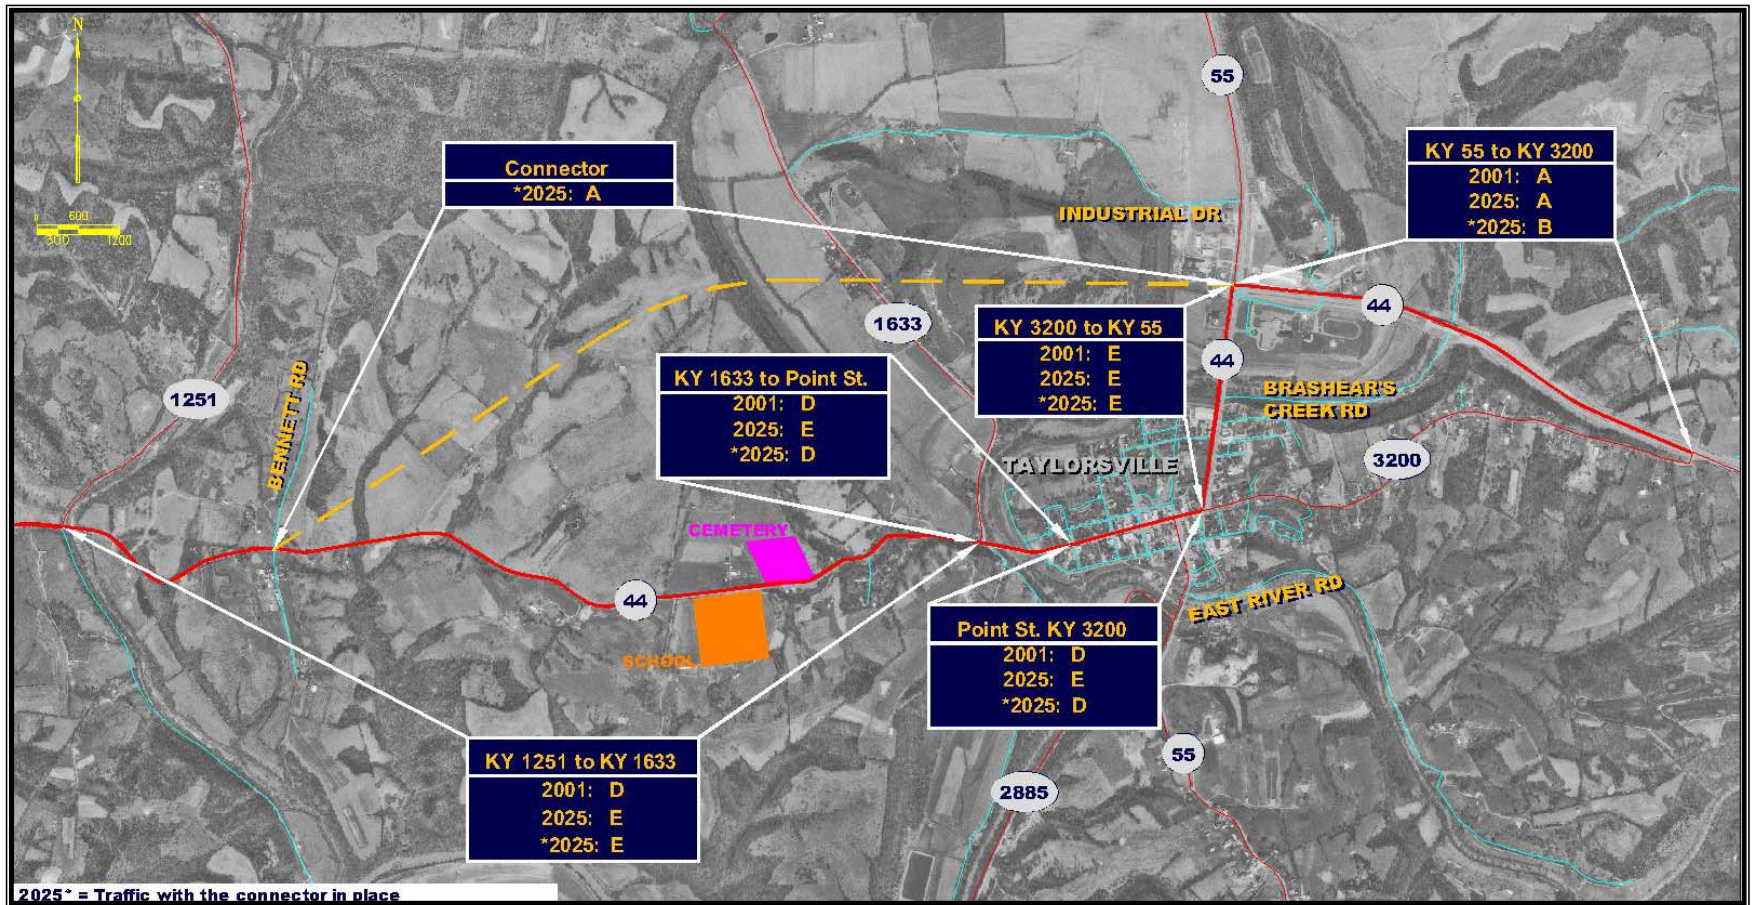 N
0
600
300
1200
55
Connector
*2025: A
KY 55 to KY 3200
2001: A
2025: A
*2025: B
INDUSTRIAL DR
44
1633
KY 3200 to KY 55
2001: E
2025: E
*2025: E
44
KY 1633 to Point St.
2001: D
2025: E
*2025: D
1251
BENNETT RD
BRASHEAR'S
CREEK RD
TAYLORSVILLE
3200
CEMETERY
44
SCHOOL
EAST RIVER RD
Point St. KY 3200
2001: D
2025: E
*2025: D
KY 1251 to KY 1633
2001: D
2025: E
*2025: E
55
2885
2025* = Traffic with the connector in place